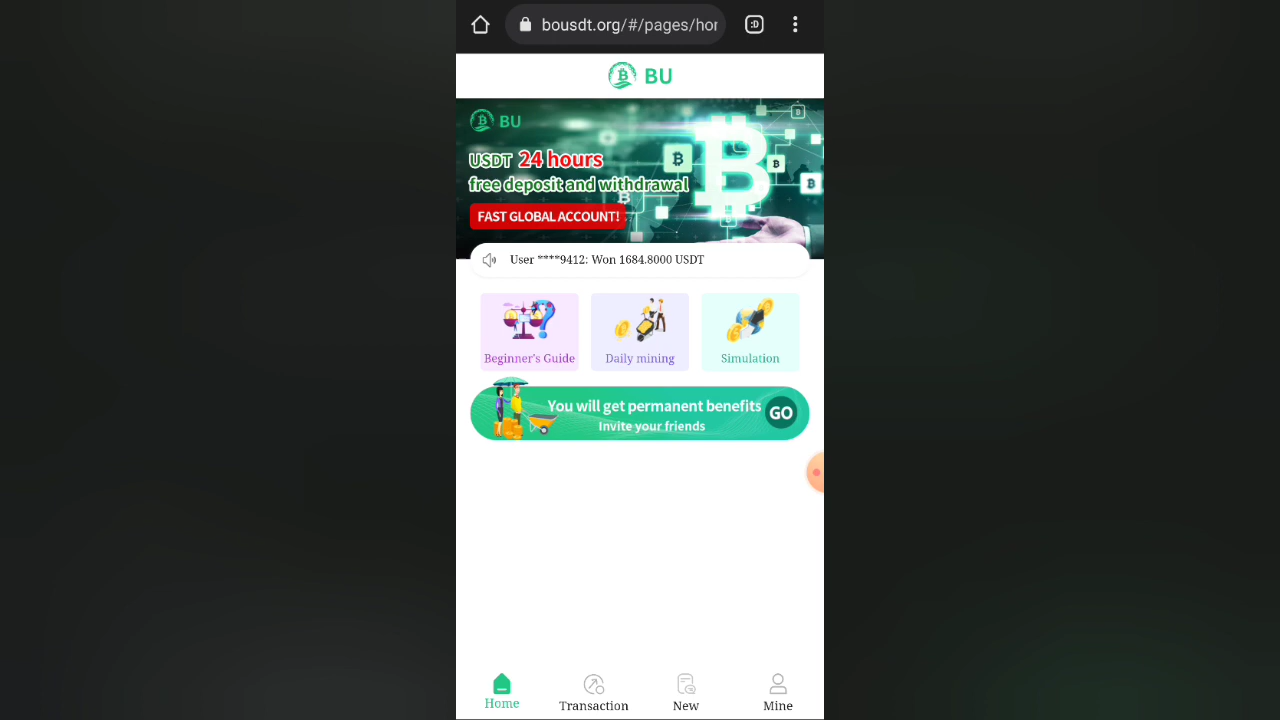 bousdt.org/#/pages/hor
:D
BU
BU
USDT 24 hours
free deposit and withdrawal
FAST GLOBAL ACCOUNT!
User ****9412: Won 1684.8000 USDT
Beginner's Guide
Daily mining
Simulation
You will get permanent benefits
Invite your friends
GO
Home
Transaction
New
Mine